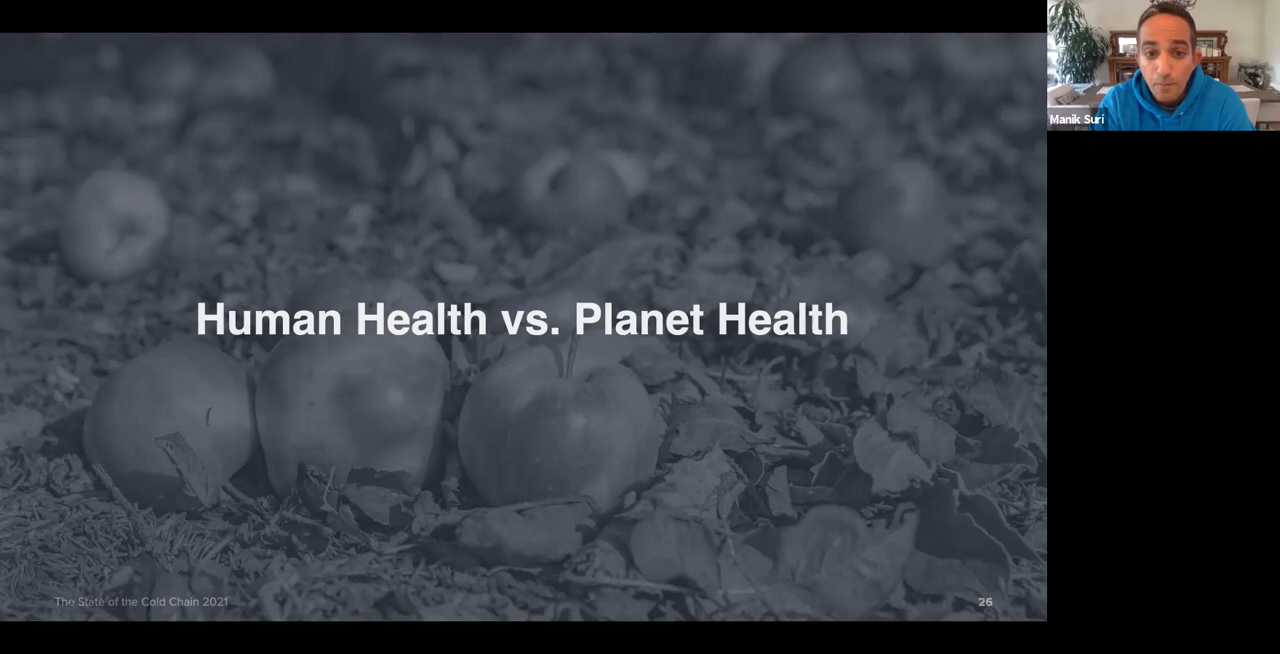 Manik Suri
Human Health vs. Planet Health
The State of the Cold Chain 2021
26